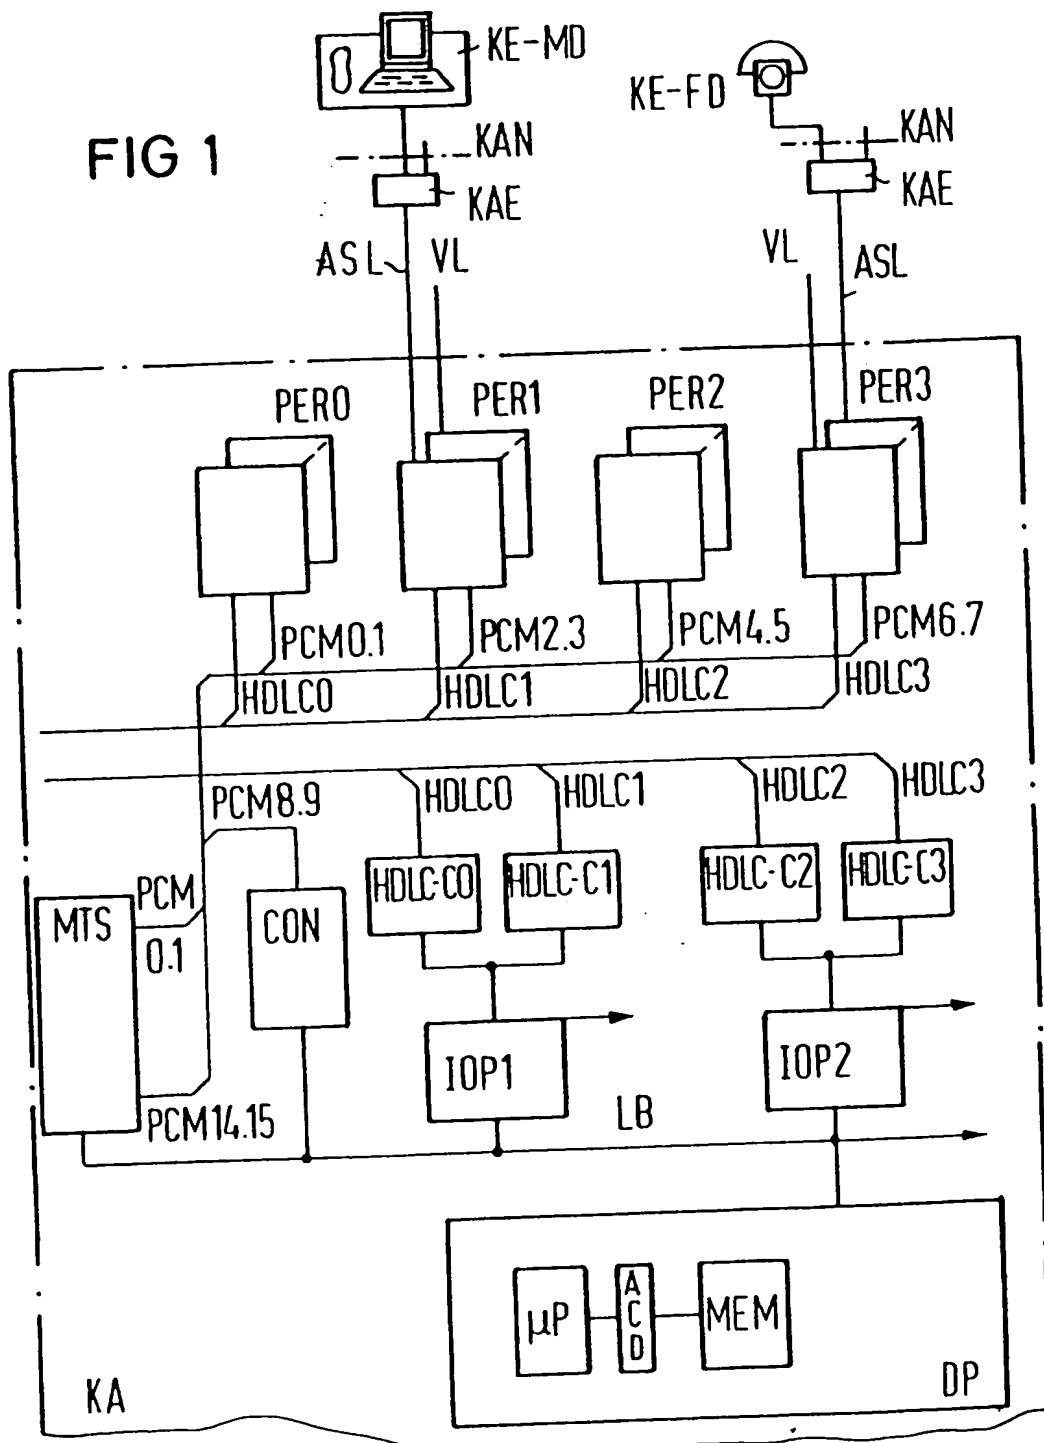 KE-MD
KE-FD
FIG 1
KAN
KAN
KAE
KAE
ASL
VL
VL
ASL
PER0
PER1
PER2
PER3
PCM0.1
PCM2.3
PCM4.5
PCM6.7
HDLC0
HDLC1
HDLC2
HDLC3
PCM8.9
HDLC0
HDLC1
HDLC2
HDLC3
HDLC-C0
HDLC-C1
HDLC-C2
HDLC-C3
MTS
PCM
0.1
CON
IOP1
IOP2
PCM14.15
LB
µP
A
C
D
MEM
KA
DP